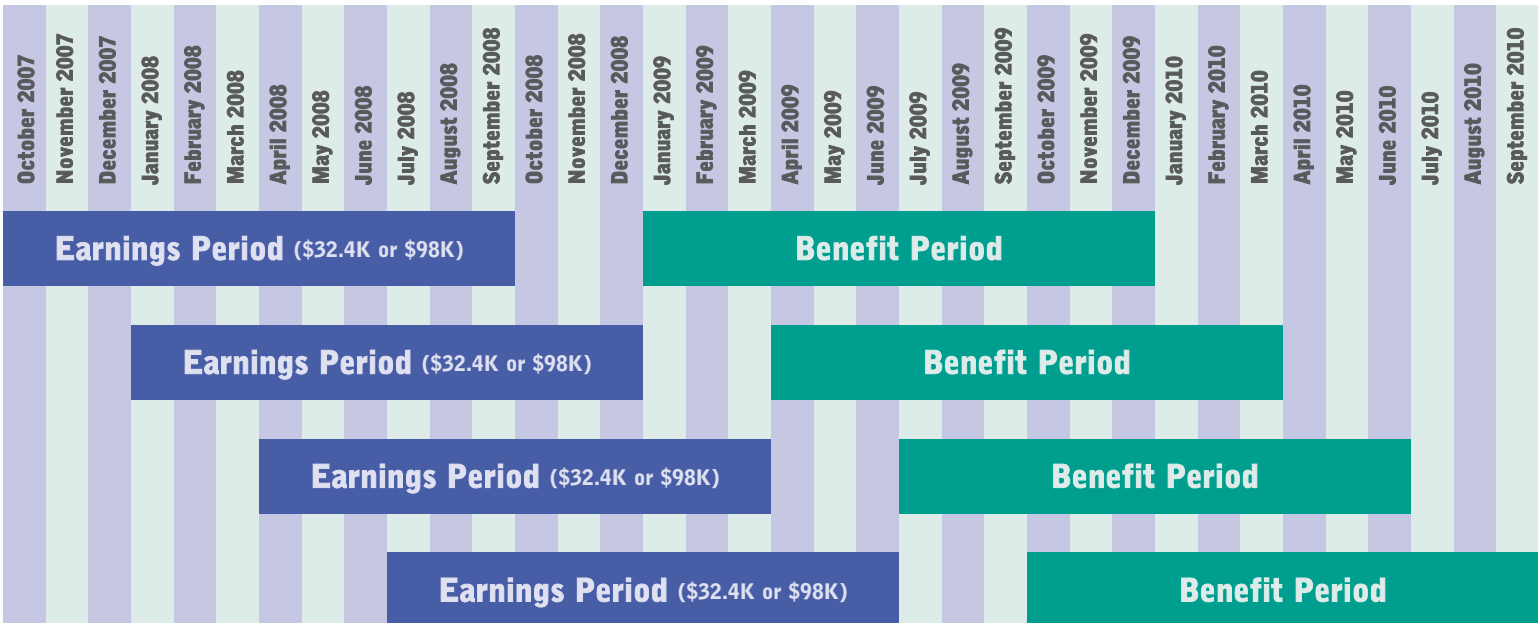 October 2007
November 2007
December 2007
January 2008
February 2008
March 2008
April 2008
May 2008
June 2008
July 2008
August 2008
September 2008
October 2008
November 2008
December 2008
January 2009
February 2009
March 2009
April 2009
May 2009
June 2009
July 2009
August 2009
September 2009
October 2009
November 2009
December 2009
January 2010
February 2010
March 2010
April 2010
May 2010
June 2010
July 2010
August 2010
September 2010
Earnings Period ($32.4K or $98K)
Benefit Period
Earnings Period ($32.4K or $98K)
Benefit Period
Earnings Period ($32.4K or $98K)
Benefit Period
Earnings Period ($32.4K or $98K)
Benefit Period